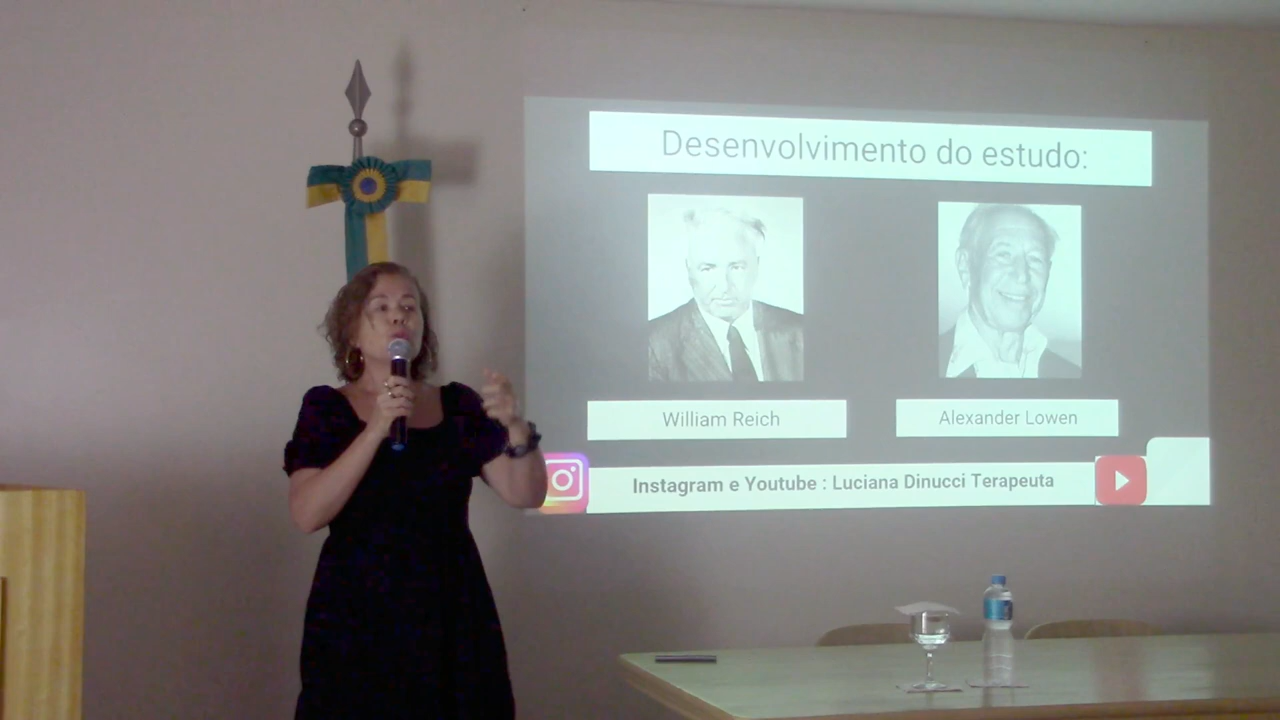 Desenvolvimento do estudo:
William Reich
Alexander Lowen
Instagram e Youtube : Luciana Dinucci Terapeuta